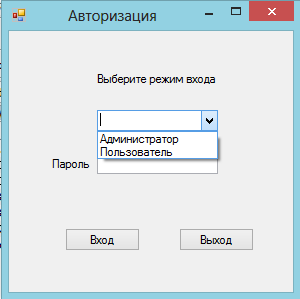 Авторизация
Выберите режим входа
Администратор
Пользователь
Пароль
Вход Выход